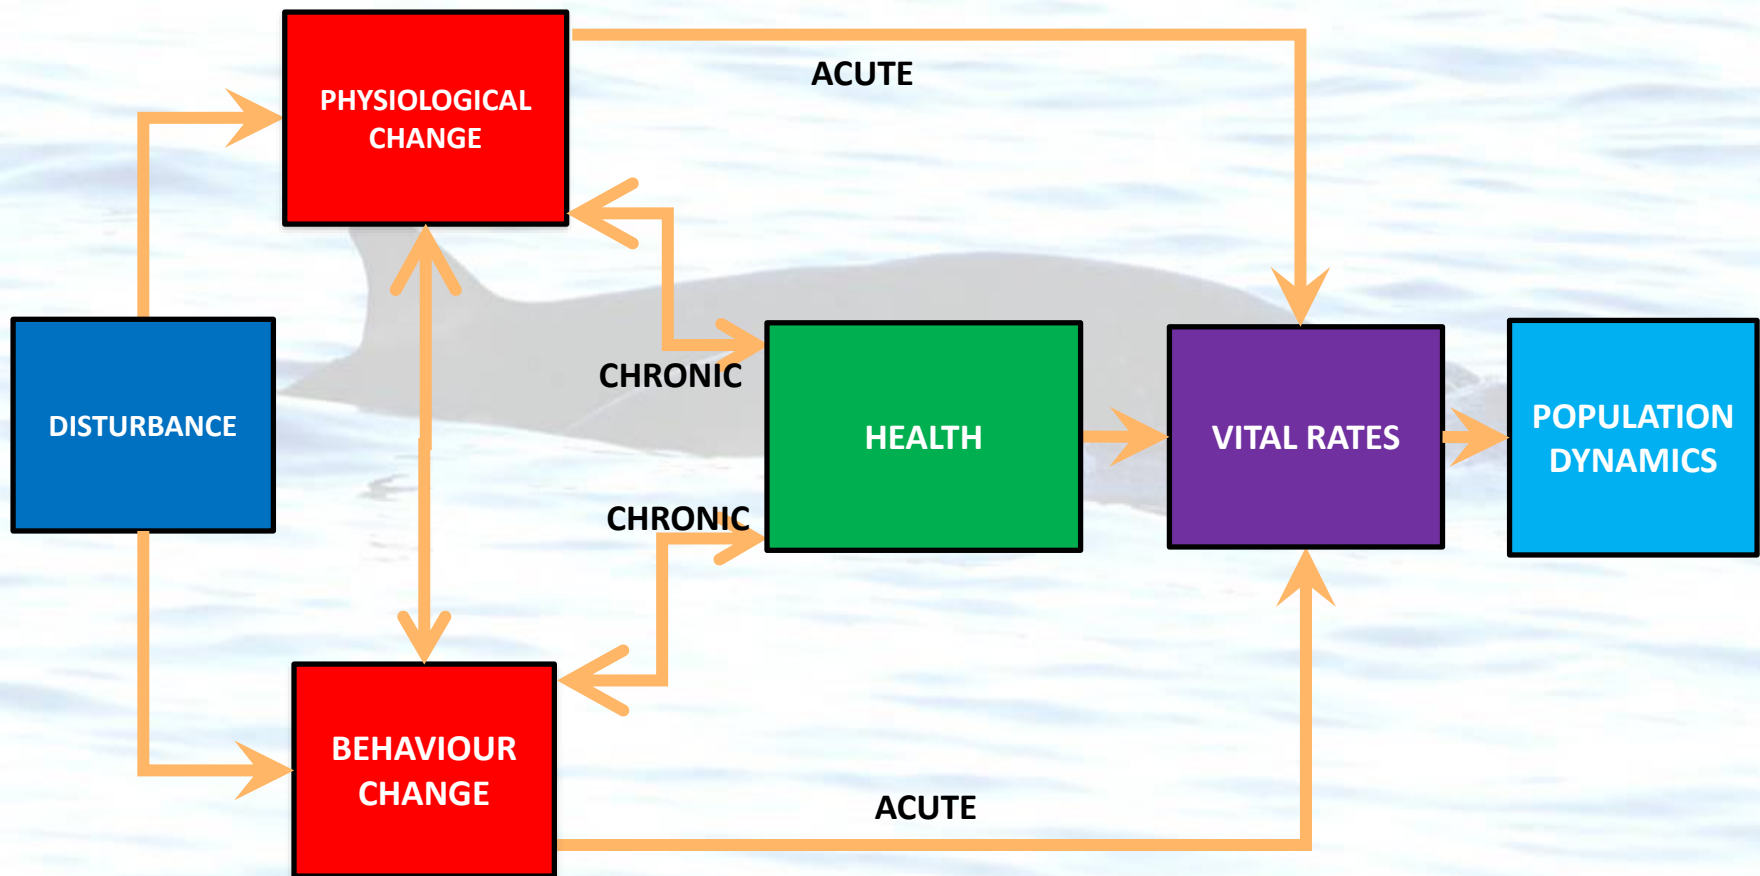 PHYSIOLOGICAL
CHANGE
ACUTE
CHRONIC
DISTURBANCE
HEALTH
VITAL RATES
POPULATION
DYNAMICS
CHRONIC
BEHAVIOUR
CHANGE
ACUTE